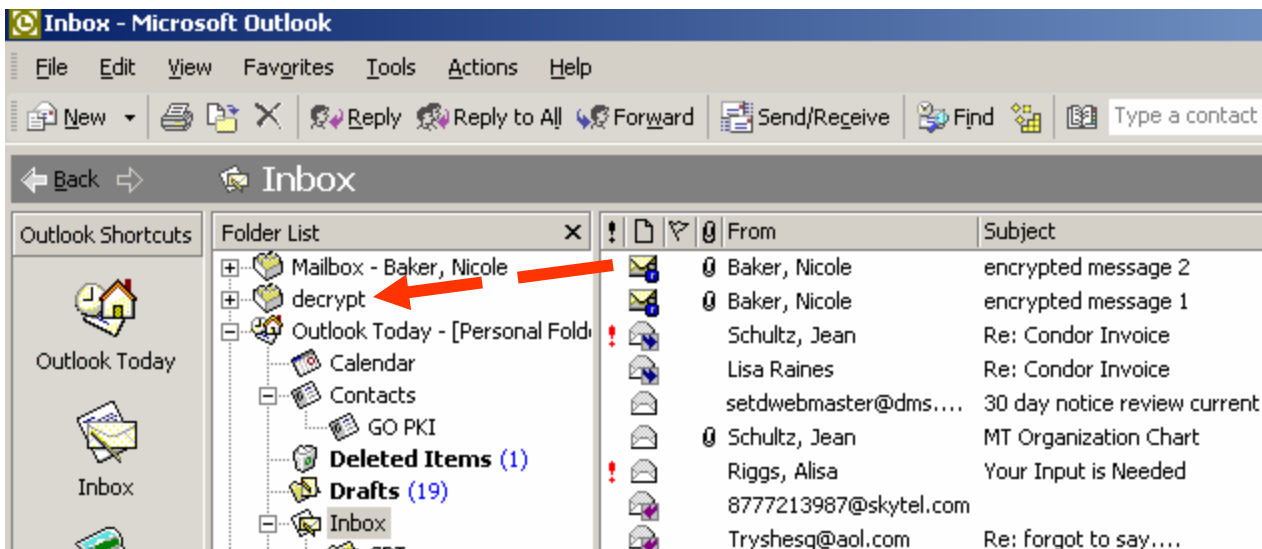 Inbox - Microsoft Outlook
File Edit View Favorites Tools Actions Help
New Reply Reply to All Forward Send/Receive Find Type a contact
Back Inbox
Outlook Shortcuts
Outlook Today
Inbox
Folder List
Mailbox - Baker, Nicole
decrypt
Outlook Today - [Personal Fold
Calendar
Contacts
GO PKI
Deleted Items (1)
Drafts (19)
Inbox
! From Subject
Baker, Nicole encrypted message 2
Baker, Nicole encrypted message 1
! Schultz, Jean Re: Condor Invoice
Lisa Raines Re: Condor Invoice
setdwebmaster@dms.... 30 day notice review current
Schultz, Jean MT Organization Chart
! Riggs, Alisa Your Input is Needed
8777213987@skytel.com
Tryshesq@aol.com Re: forgot to say....